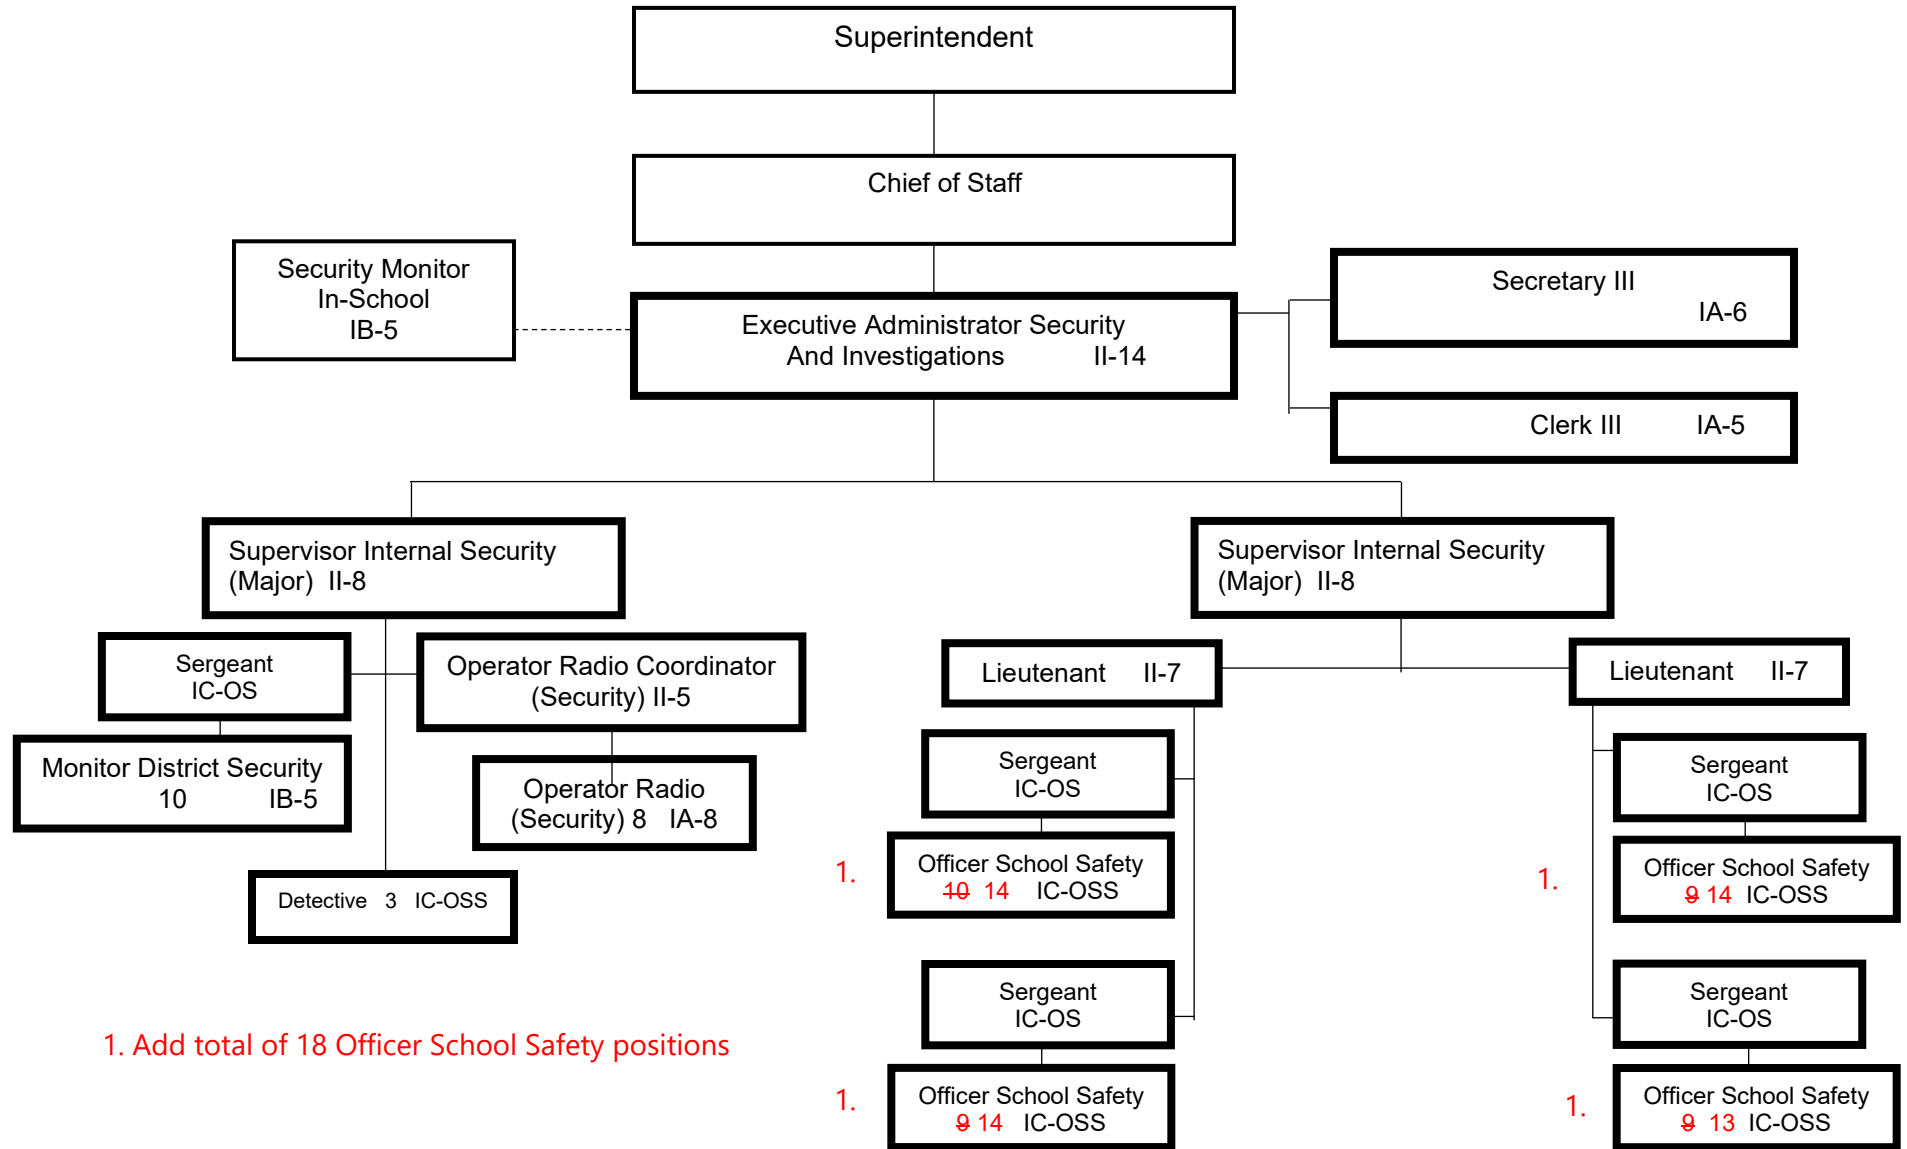 Superintendent
Chief of Staff
Security Monitor
In-School
IB-5
Executive Administrator Security
And Investigations II-14
Secretary III
IA-6
Clerk III IA-5
Supervisor Internal Security
(Major) II-8
Sergeant
IC-OS
Monitor District Security
10 IB-5
Operator Radio Coordinator
(Security) II-5
Operator Radio
(Security) 8 IA-8
Detective 3 IC-OSS
Supervisor Internal Security
(Major) II-8
Lieutenant II-7
Sergeant
IC-OS
1.
Officer School Safety
10 14 IC-OSS
Sergeant
IC-OS
1.
Officer School Safety
9 14 IC-OSS
Lieutenant II-7
Sergeant
IC-OS
1.
Officer School Safety
9 14 IC-OSS
Sergeant
IC-OS
1.
Officer School Safety
9 13 IC-OSS
1. Add total of 18 Officer School Safety positions